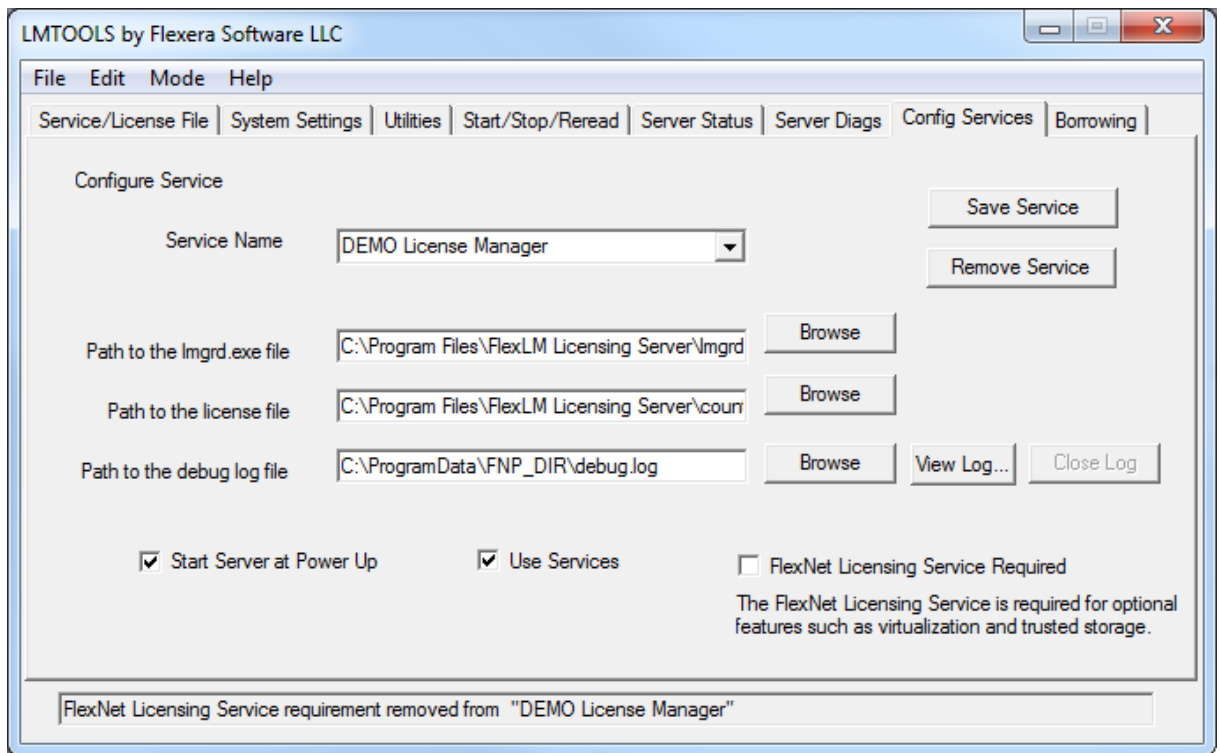 LMTOOLS by Flexera Software LLC
File Edit Mode Help
Service/License File System Settings Utilities Start/Stop/Reread Server Status Server Diags Config Services Borrowing
Configure Service
Save Service
Service Name DEMO License Manager
Remove Service
Path to the lmgrd.exe file C:\Program Files\FlexLM Licensing Server\lmgrd Browse
Path to the license file C:\Program Files\FlexLM Licensing Server\coun Browse
Path to the debug log file C:\ProgramData\FNP_DIR\debug.log Browse View Log... Close Log
Start Server at Power Up Use Services FlexNet Licensing Service Required
The FlexNet Licensing Service is required for optional
features such as virtualization and trusted storage.
FlexNet Licensing Service requirement removed from "DEMO License Manager"